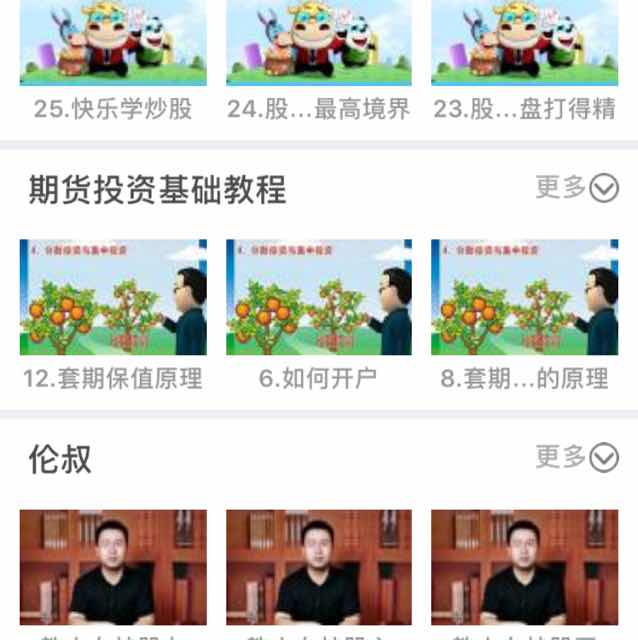 25.快乐学炒股
24.股...最高境界
23.股...盘打得精
期货投资基础教程
更多
4、分散投资与集中投资
4、分散投资与集中投资
4、分散投资与集中投资
12.套期保值原理
6.如何开户
8.套期...的原理
伦叔
更多